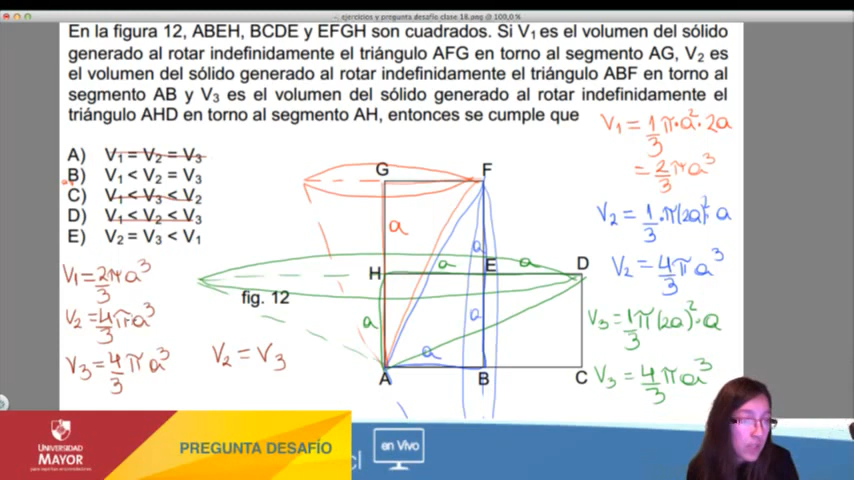 ejercicios y pregunta desafío clase 18.png @ 100,0 %
En la figura 12, ABEH, BCDE y EFGH son cuadrados. Si V₁ es el volumen del sólido
generado al rotar indefinidamente el triángulo AFG en torno al segmento AG, V₂ es
el volumen del sólido generado al rotar indefinidamente el triángulo ABF en torno al
segmento AB y V₃ es el volumen del sólido generado al rotar indefinidamente el
triángulo AHD en torno al segmento AH, entonces se cumple que
A) V₁ = V₂ = V₃
B) V₁ < V₂ = V₃
C) V₁ < V₃ < V₂
D) V₁ < V₂ < V₃
E) V₂ = V₃ < V₁
V₁ = 1/3 π · a² · 2a
= 2/3 π a³
V₂ = 1/3 · π (2a)² · a
V₂ = 4/3 π a³
V₃ = 1/3 π (2a)² · a
V₃ = 4/3 π a³
V₁ = 2/3 π a³
V₂ = 4/3 π a³
V₃ = 4/3 π a³
V₂ = V₃
G F
a a
H a E a D
a a
a
A B C
fig. 12
UNIVERSIDAD
MAYOR
PREGUNTA DESAFÍO
cl
en Vivo